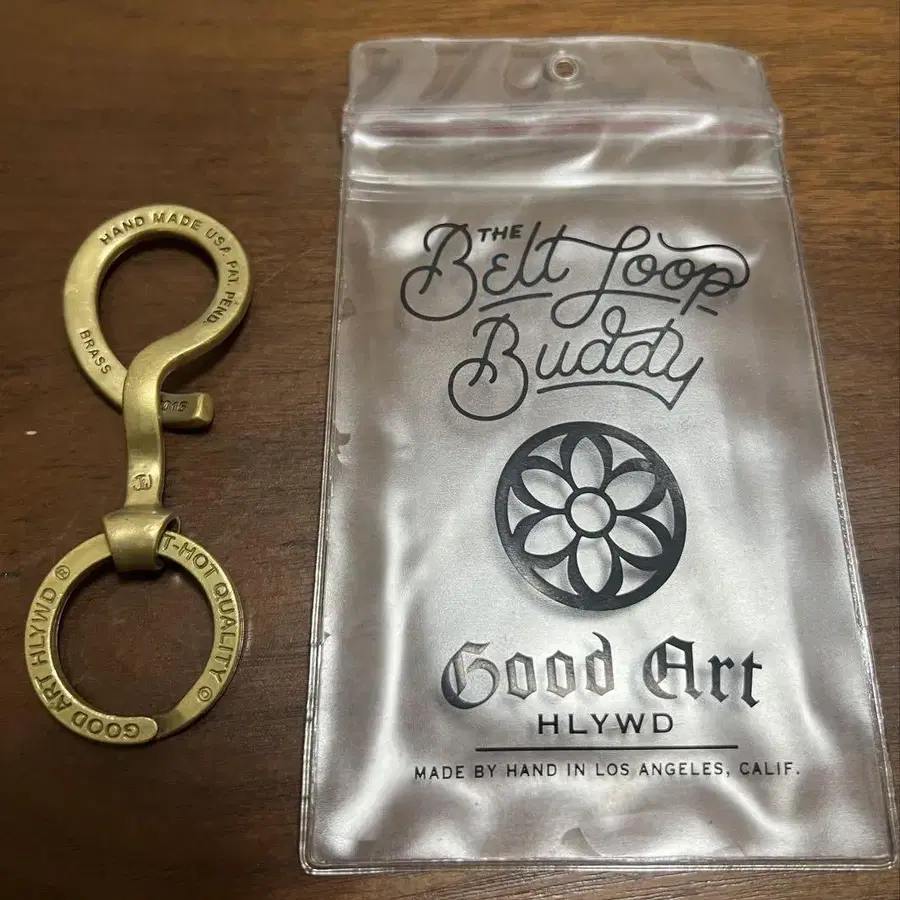 HAND MADE USA PAT. PEND.
BRASS
015
T-HOT QUALITY ©
GOOD ART HLYWD ®
THE
Belt Loop
Buddy
Good Art
HLYWD
MADE BY HAND IN LOS ANGELES, CALIF.